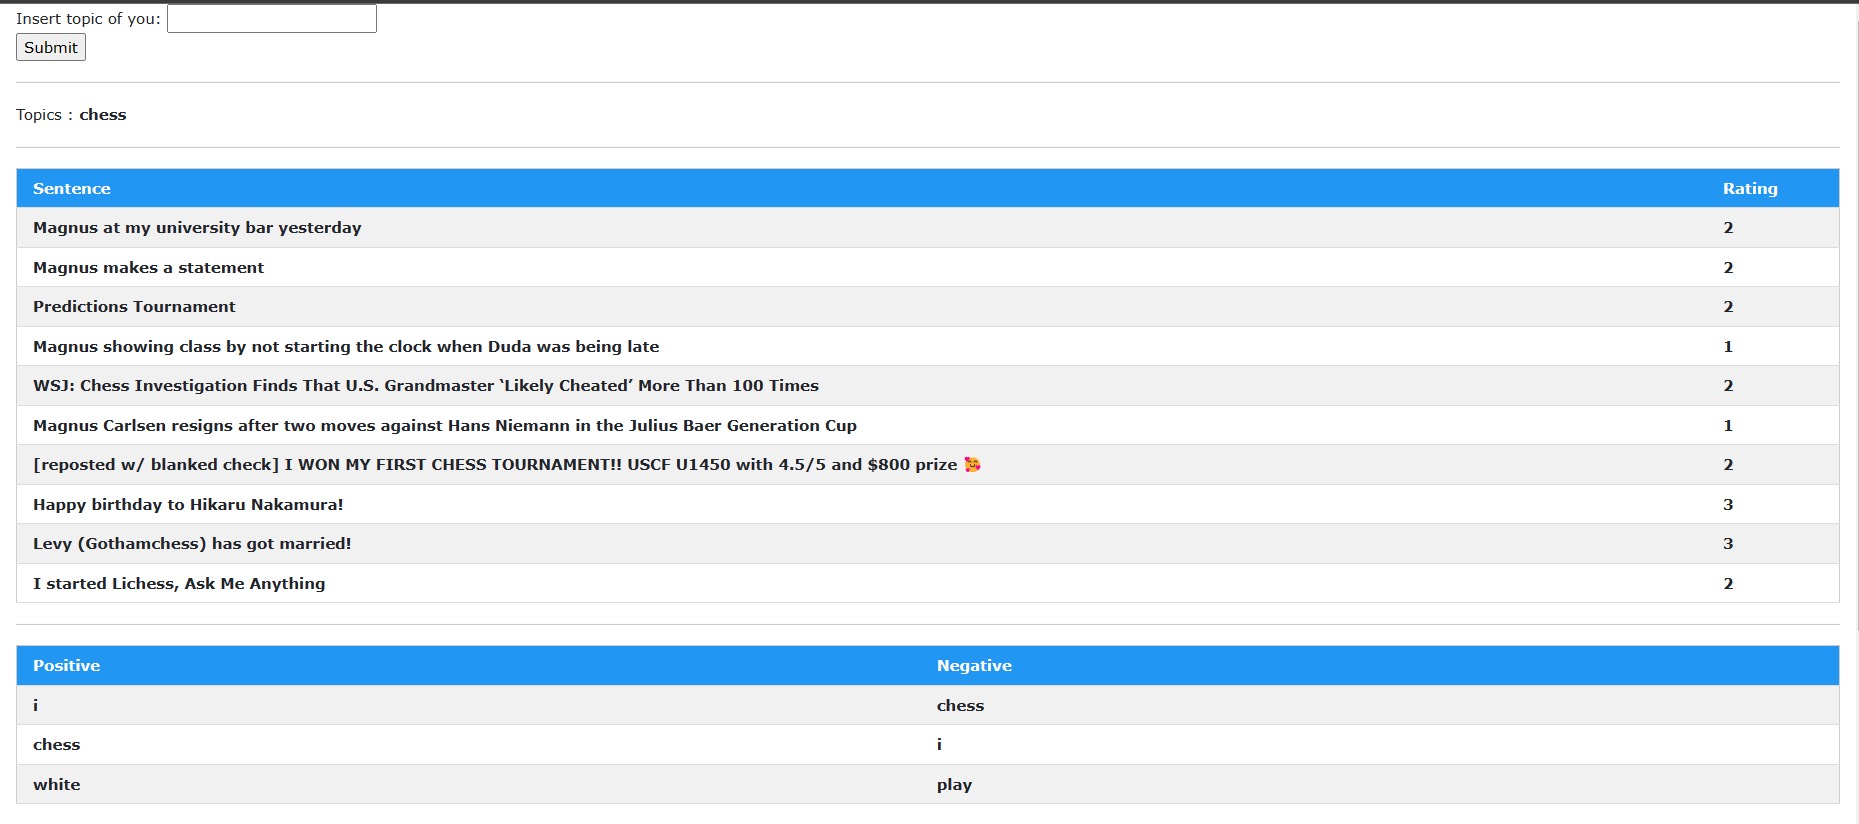 Insert topic of you:
Submit
Topics : chess
Sentence Rating
Magnus at my university bar yesterday 2
Magnus makes a statement 2
Predictions Tournament 2
Magnus showing class by not starting the clock when Duda was being late 1
WSJ: Chess Investigation Finds That U.S. Grandmaster ‘Likely Cheated’ More Than 100 Times 2
Magnus Carlsen resigns after two moves against Hans Niemann in the Julius Baer Generation Cup 1
[reposted w/ blanked check] I WON MY FIRST CHESS TOURNAMENT!! USCF U1450 with 4.5/5 and $800 prize 🥰 2
Happy birthday to Hikaru Nakamura! 3
Levy (Gothamchess) has got married! 3
I started Lichess, Ask Me Anything 2
Positive Negative
i chess
chess i
white play